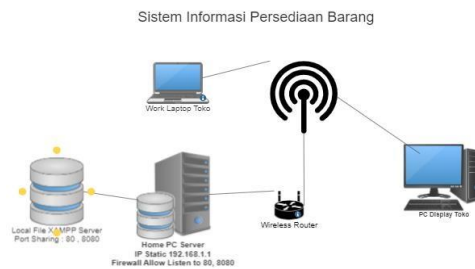 Sistem Informasi Persediaan Barang
Work Laptop Toko
PC Display Toko
Wireless Router
Local File XAMPP Server
Port Sharing : 80 , 8080
Home PC Server
IP Static 192.168.1.1
Firewall Allow Listen to 80, 8080